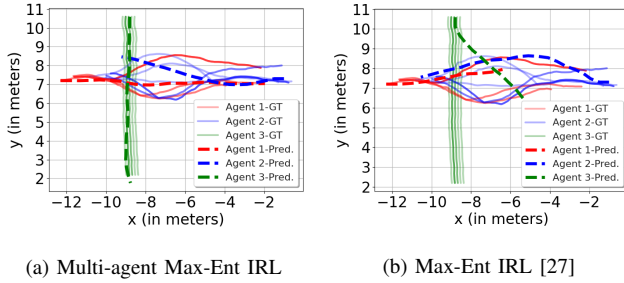 11
10
9
8
7
6
5
4
3
2
y (in meters)
Agent 1-GT
Agent 2-GT
Agent 3-GT
Agent 1-Pred.
Agent 2-Pred.
Agent 3-Pred.
−12 −10 −8 −6 −4 −2
x (in meters)
(a) Multi-agent Max-Ent IRL
11
10
9
8
7
6
5
4
3
2
y (in meters)
Agent 1-GT
Agent 2-GT
Agent 3-GT
Agent 1-Pred.
Agent 2-Pred.
Agent 3-Pred.
−12 −10 −8 −6 −4 −2
x (in meters)
(b) Max-Ent IRL [27]